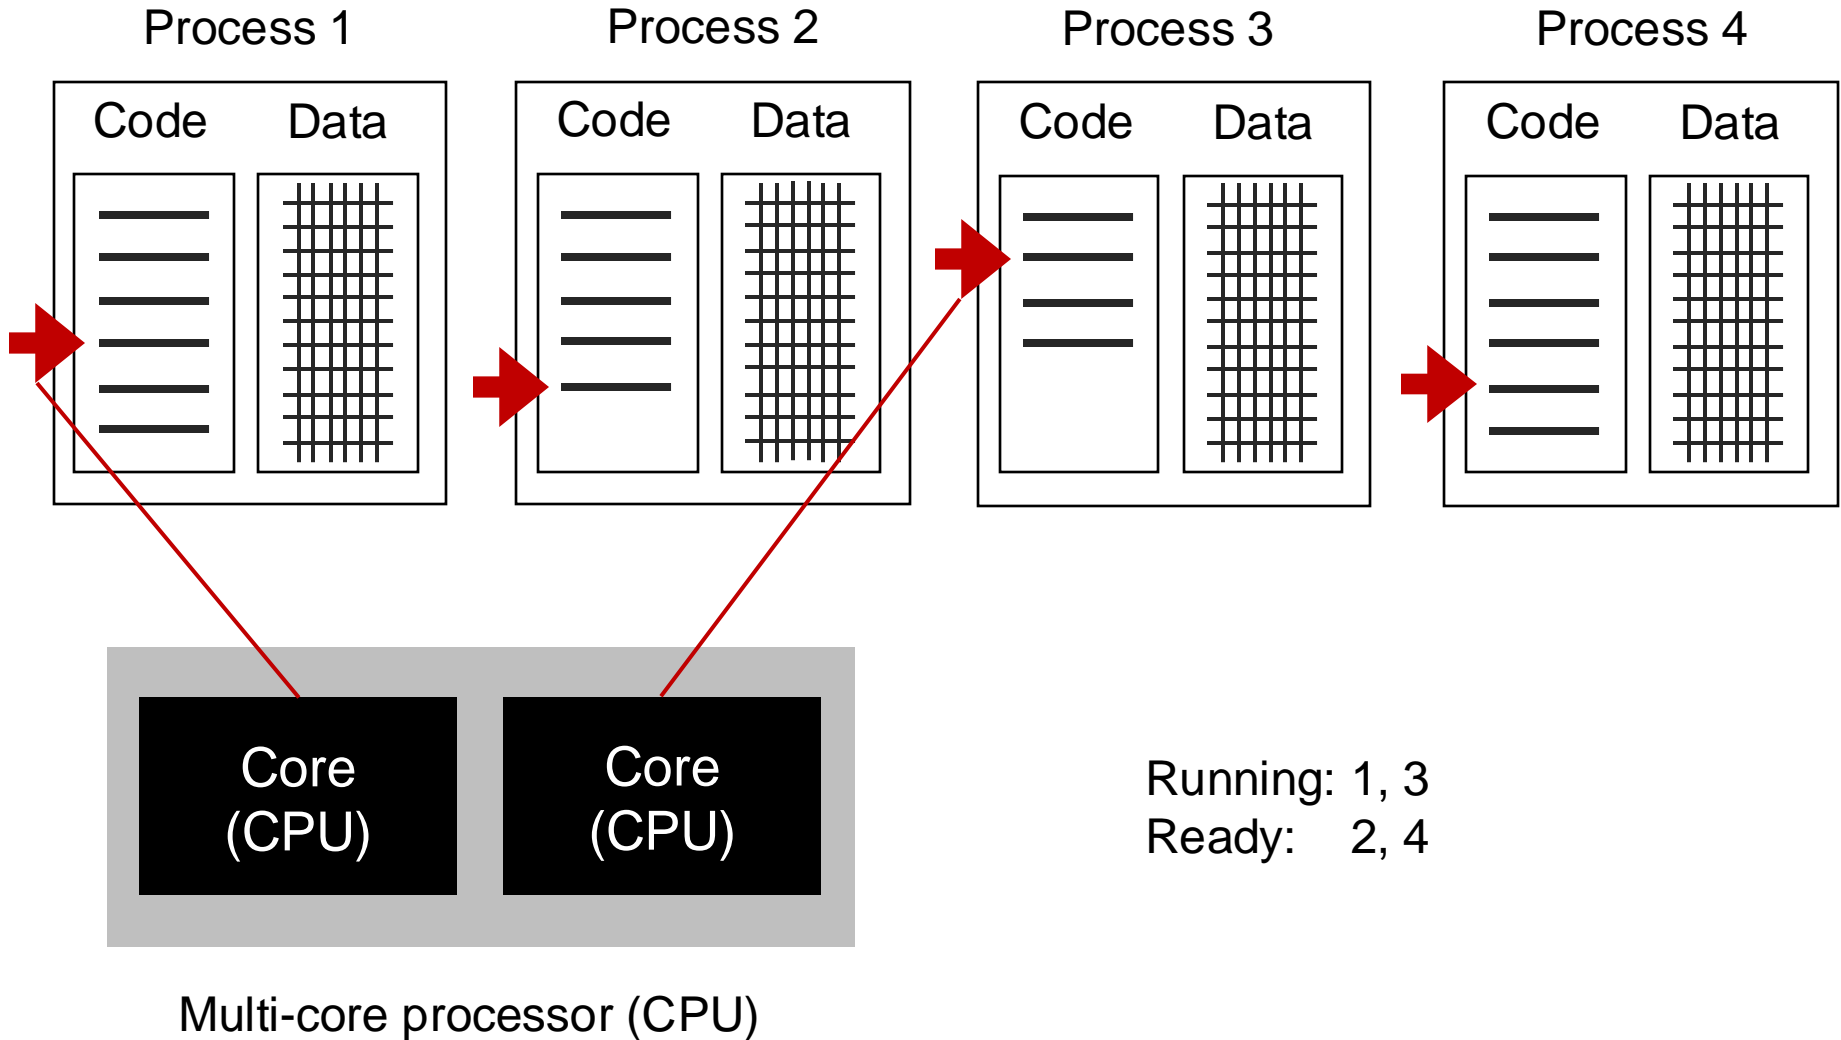 Process 1
Process 2
Process 3
Process 4
Code Data
Code Data
Code Data
Code Data
Core
(CPU)
Core
(CPU)
Running: 1, 3
Ready: 2, 4
Multi-core processor (CPU)